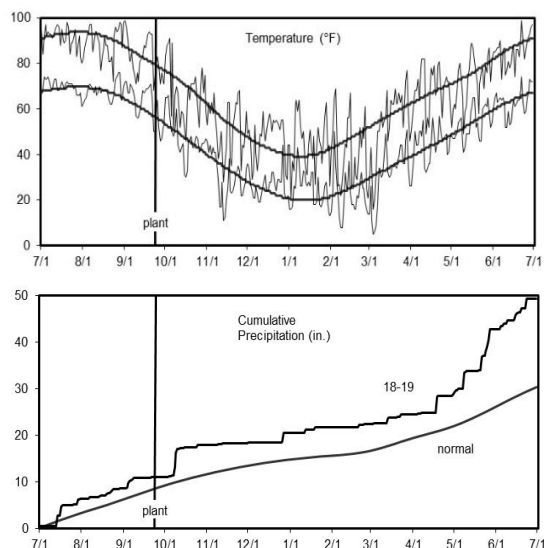 100
Temperature (°F)
80
60
40
20
plant
0
7/1 8/1 9/1 10/1 11/1 12/1 1/1 2/1 3/1 4/1 5/1 6/1 7/1
50
Cumulative
Precipitation (in.)
40
18-19
30
20
normal
10
plant
0
7/1 8/1 9/1 10/1 11/1 12/1 1/1 2/1 3/1 4/1 5/1 6/1 7/1